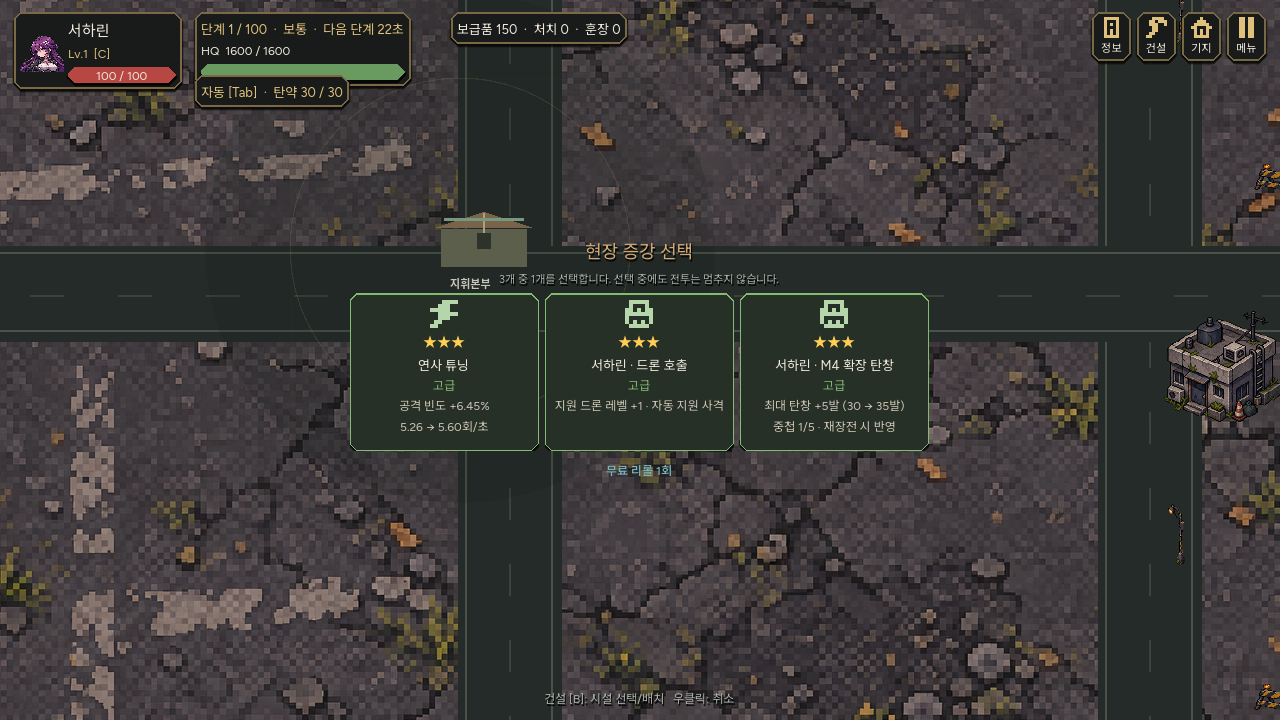 서하린
Lv.1 [C]
100 / 100
단계 1 / 100 · 보통 · 다음 단계 22초
HQ 1600 / 1600
자동 [Tab] · 탄약 30 / 30
보급품 150 · 처치 0 · 훈장 0
정보
건설
기지
메뉴
지휘본부
현장 증강 선택
3개 중 1개를 선택합니다. 선택 중에도 전투는 멈추지 않습니다.
★★★
연사 튜닝
고급
공격 빈도 +6.45%
5.26 → 5.60회/초
★★★
서하린 · 드론 호출
고급
지원 드론 레벨 +1 · 자동 지원 사격
★★★
서하린 · M4 확장 탄창
고급
최대 탄창 +5발 (30 → 35발)
중첩 1/5 · 재장전 시 반영
무료 리롤 1회
건설 [B]: 시설 선택/배치 우클릭: 취소